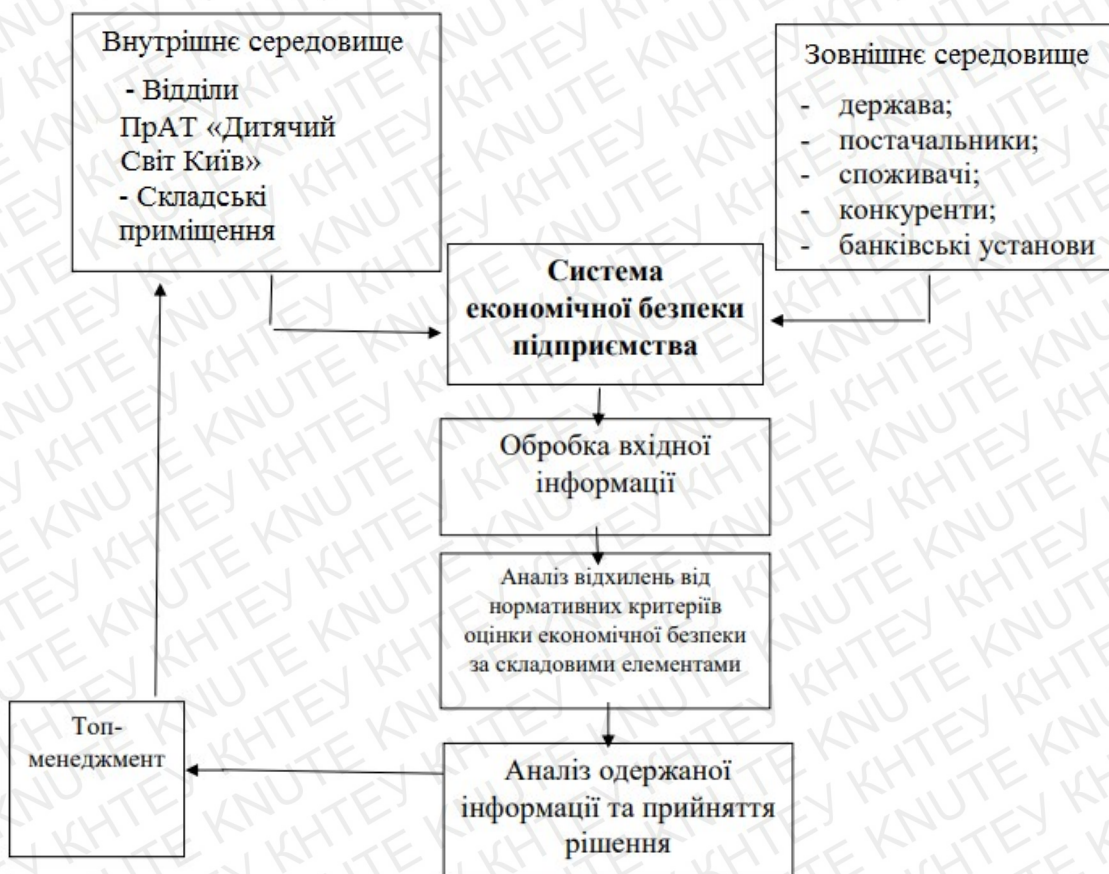 Внутрішнє середовище
- Відділи
ПрАТ «Дитячий
Світ Київ»
- Складські
приміщення
Зовнішнє середовище
- держава;
- постачальники;
- споживачі;
- конкуренти;
- банківські установи
Система
економічної безпеки
підприємства
Обробка вхідної
інформації
Аналіз відхилень від
нормативних критеріїв
оцінки економічної безпеки
за складовими елементами
Топ-
менеджмент
Аналіз одержаної
інформації та прийняття
рішення
KNUTE КНТЕУ